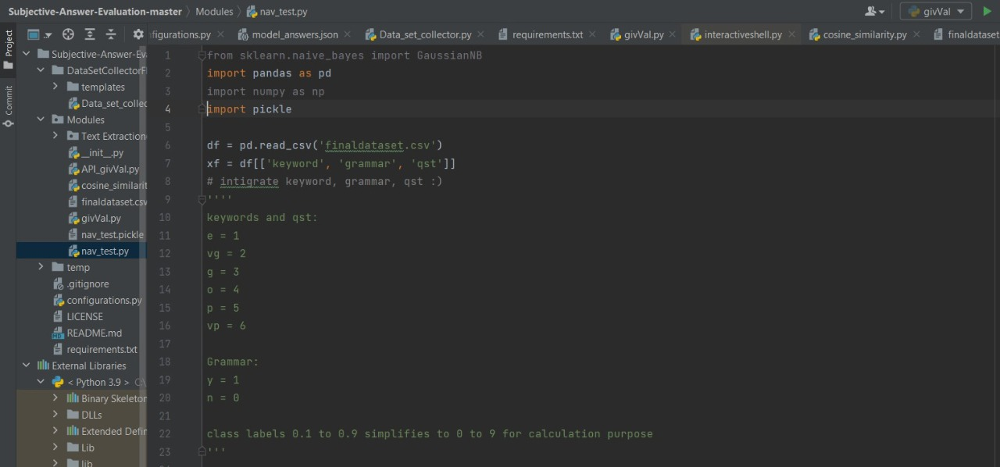 Subjective-Answer-Evaluation-master Modules nav_test.py givVal
figurations.py model_answers.json Data_set_collector.py requirements.txt givVal.py interactiveshell.py cosine_similarity.py finaldataset
Project
Commit
Subjective-Answer-Eva
DataSetCollectorF
templates
Data_set_collec
Modules
Text Extraction
__init__.py
API_givVal.py
cosine_similarit
finaldataset.csv
givVal.py
nav_test.pickle
nav_test.py
temp
.gitignore
configurations.py
LICENSE
README.md
requirements.txt
External Libraries
< Python 3.9 > C:\
Binary Skeleton
DLLs
Extended Defin
Lib
lib
1 from sklearn.naive_bayes import GaussianNB
2 import pandas as pd
3 import numpy as np
4 import pickle
5
6 df = pd.read_csv('finaldataset.csv')
7 xf = df[['keyword', 'grammar', 'qst']]
8 # intigrate keyword, grammar, qst :)
9 ''''
10 keywords and qst:
11 e = 1
12 vg = 2
13 g = 3
14 o = 4
15 p = 5
16 vp = 6
17
18 Grammar:
19 y = 1
20 n = 0
21
22 class labels 0.1 to 0.9 simplifies to 0 to 9 for calculation purpose
23 '''